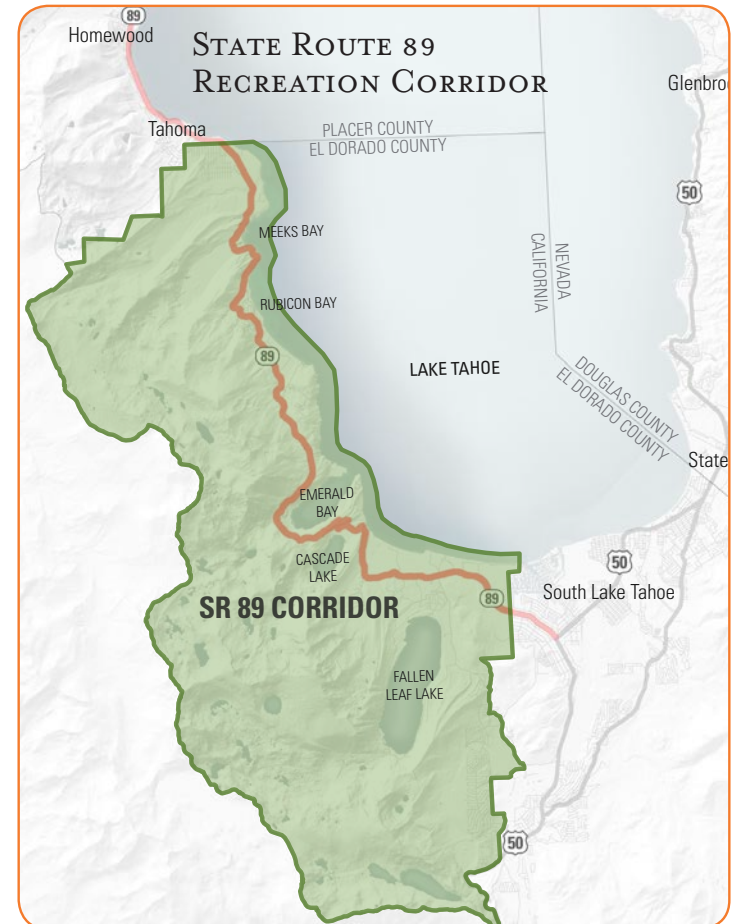 89
Homewood
STATE ROUTE 89
RECREATION CORRIDOR
Glenbro
Tahoma
PLACER COUNTY
EL DORADO COUNTY
50
MEEKS BAY
NEVADA
CALIFORNIA
RUBICON BAY
89
LAKE TAHOE
DOUGLAS COUNTY
EL DORADO COUNTY
State
EMERALD
BAY
CASCADE
LAKE
50
South Lake Tahoe
89
SR 89 CORRIDOR
FALLEN
LEAF LAKE
50